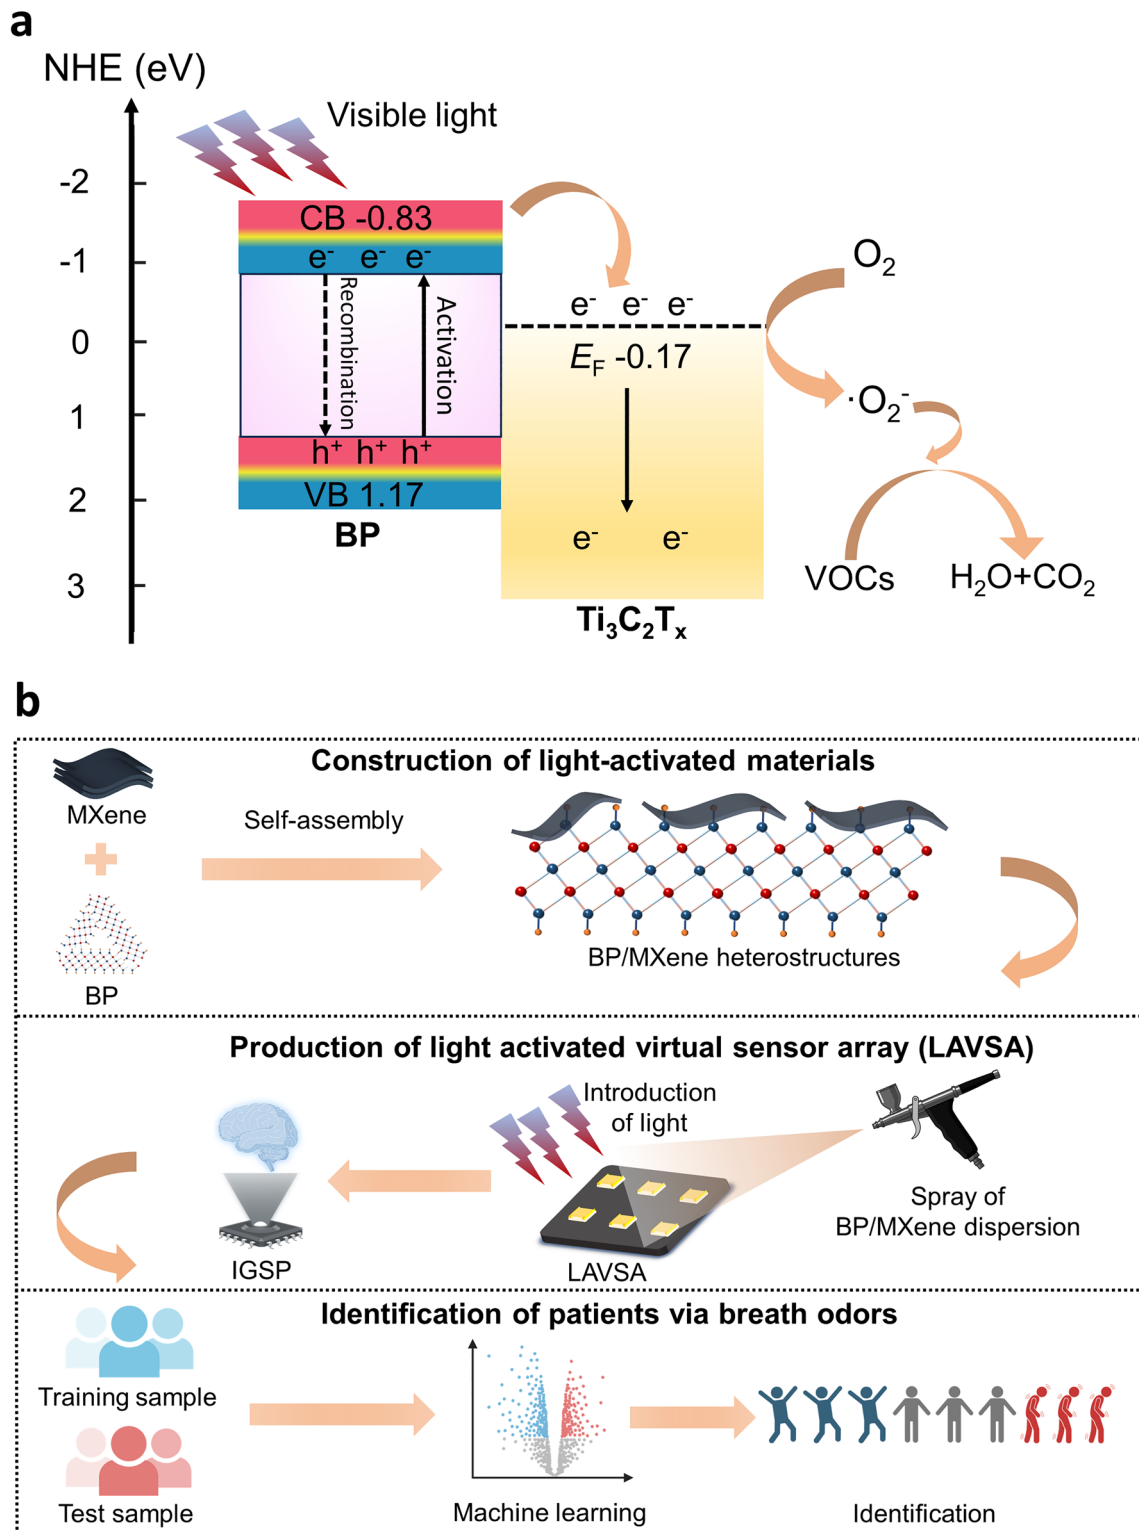 a
NHE (eV)
Visible light
-2
-1
0
1
2
3
CB -0.83
e⁻ e⁻ e⁻
Recombination
Activation
h⁺ h⁺ h⁺
VB 1.17
BP
e⁻ e⁻ e⁻
E_F -0.17
e⁻ e⁻
Ti₃C₂Tₓ
O₂
·O₂⁻
VOCs
H₂O+CO₂
b
Construction of light-activated materials
MXene
BP
Self-assembly
BP/MXene heterostructures
Production of light activated virtual sensor array (LAVSA)
Introduction
of light
Spray of
BP/MXene dispersion
LAVSA
IGSP
Identification of patients via breath odors
Training sample
Test sample
Machine learning
Identification